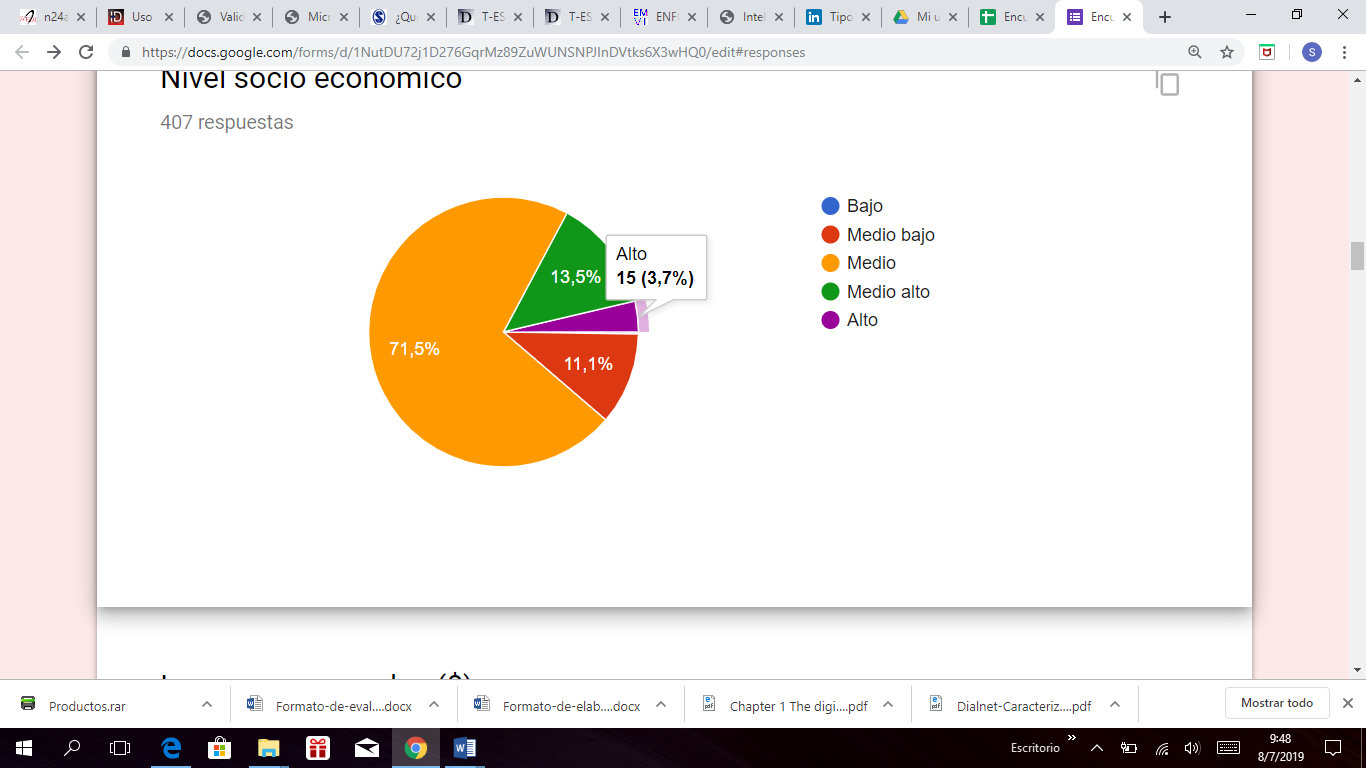 n24a
Uso
Valid
Micr
¿Qu
T-ES
T-ES
ENF
Intel
Tipo
Mi u
Encu
Encu
https://docs.google.com/forms/d/1NutDU72j1D276GqrMz89ZuWUNSNPJInDVtks6X3wHQ0/edit#responses
S
Nivel socio económico
407 respuestas
Alto
15 (3,7%)
13,5%
71,5%
11,1%
Bajo
Medio bajo
Medio
Medio alto
Alto
Productos.rar
Formato-de-eval....docx
Formato-de-elab....docx
Chapter 1 The digi....pdf
Dialnet-Caracteriz....pdf
Mostrar todo
Escritorio
9:48
8/7/2019